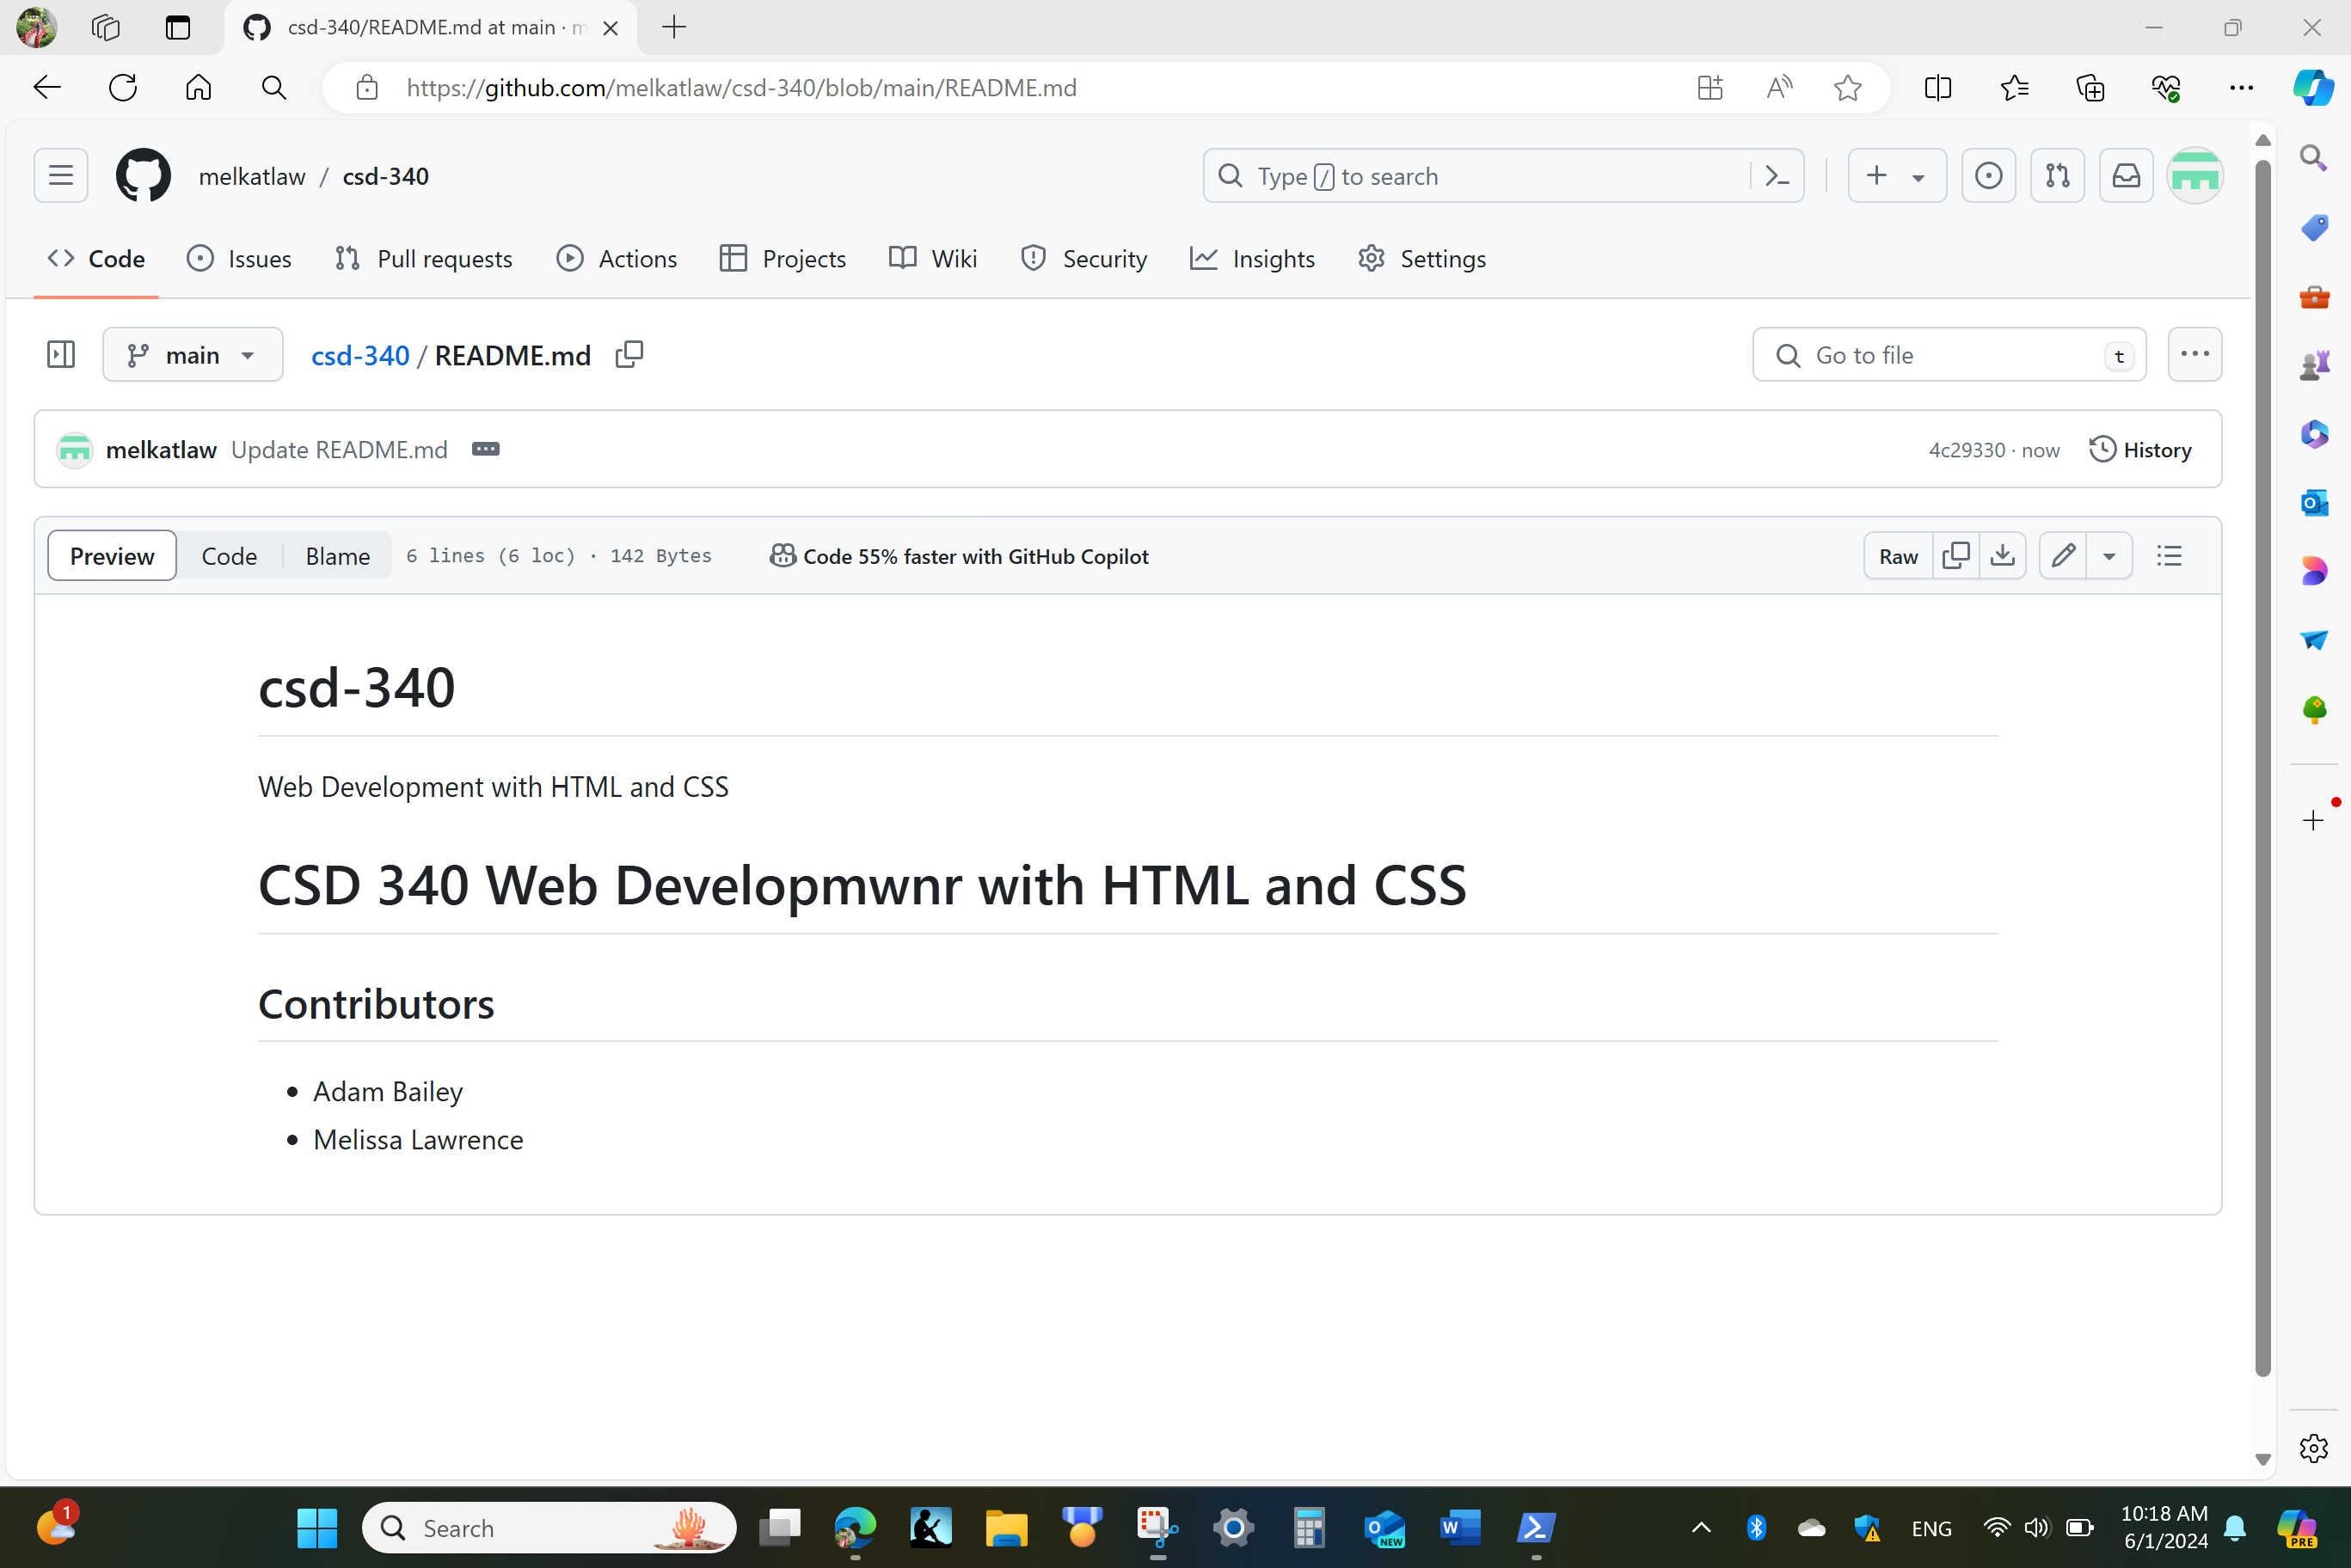 csd-340/README.md at main · m
https://github.com/melkatlaw/csd-340/blob/main/README.md
melkatlaw / csd-340
Type / to search
Code Issues Pull requests Actions Projects Wiki Security Insights Settings
main csd-340 / README.md
Go to file t
melkatlaw Update README.md
4c29330 · now History
Preview Code Blame 6 lines (6 loc) · 142 Bytes Code 55% faster with GitHub Copilot Raw
csd-340
Web Development with HTML and CSS
CSD 340 Web Developmwnr with HTML and CSS
Contributors
• Adam Bailey
• Melissa Lawrence
1
Search
NEW
W
ENG
10:18 AM
6/1/2024
PRE